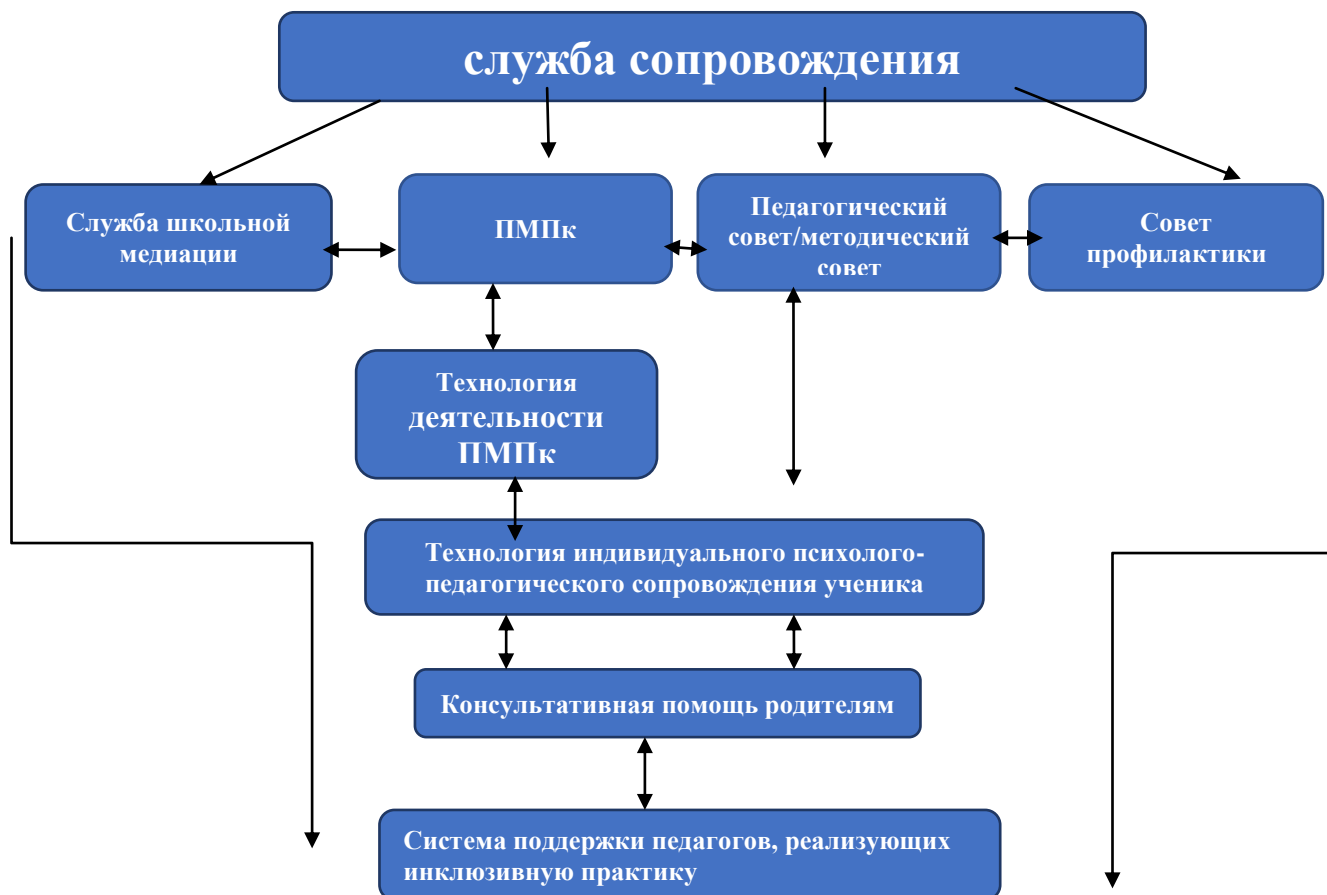 служба сопровождения
Служба школьной
медиации
ПМПк
Педагогический
совет/методический
совет
Совет
профилактики
Технология
деятельности
ПМПк
Технология индивидуального психолого-
педагогического сопровождения ученика
Консультативная помощь родителям
Система поддержки педагогов, реализующих
инклюзивную практику